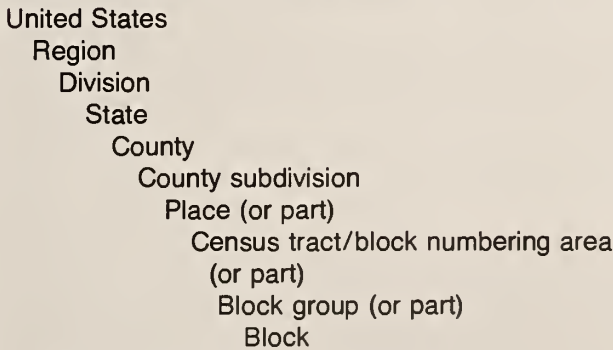 United States
Region
Division
State
County
County subdivision
Place (or part)
Census tract/block numbering area
(or part)
Block group (or part)
Block